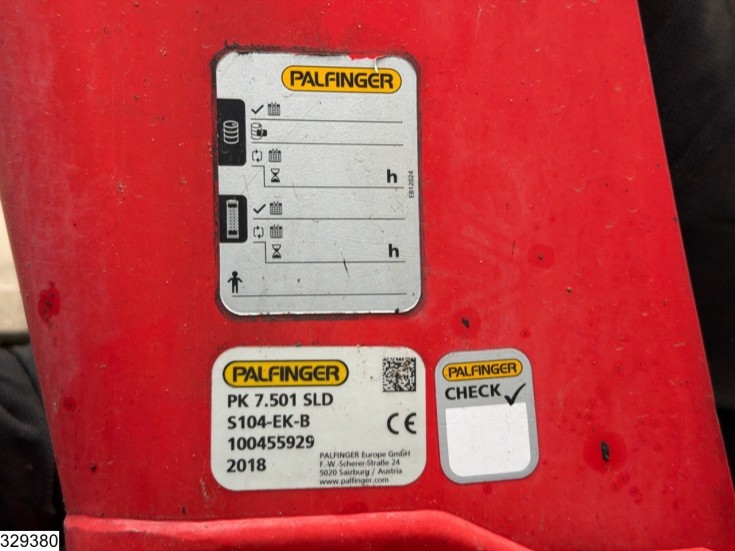 PALFINGER
h
EB12024
h
PALFINGER
PK 7.501 SLD
S104-EK-B
100455929
2018
CE
PALFINGER Europe GmbH
F.-W.-Scherer-Straße 24
5020 Salzburg / Austria
www.palfinger.com
PALFINGER
CHECK
329380